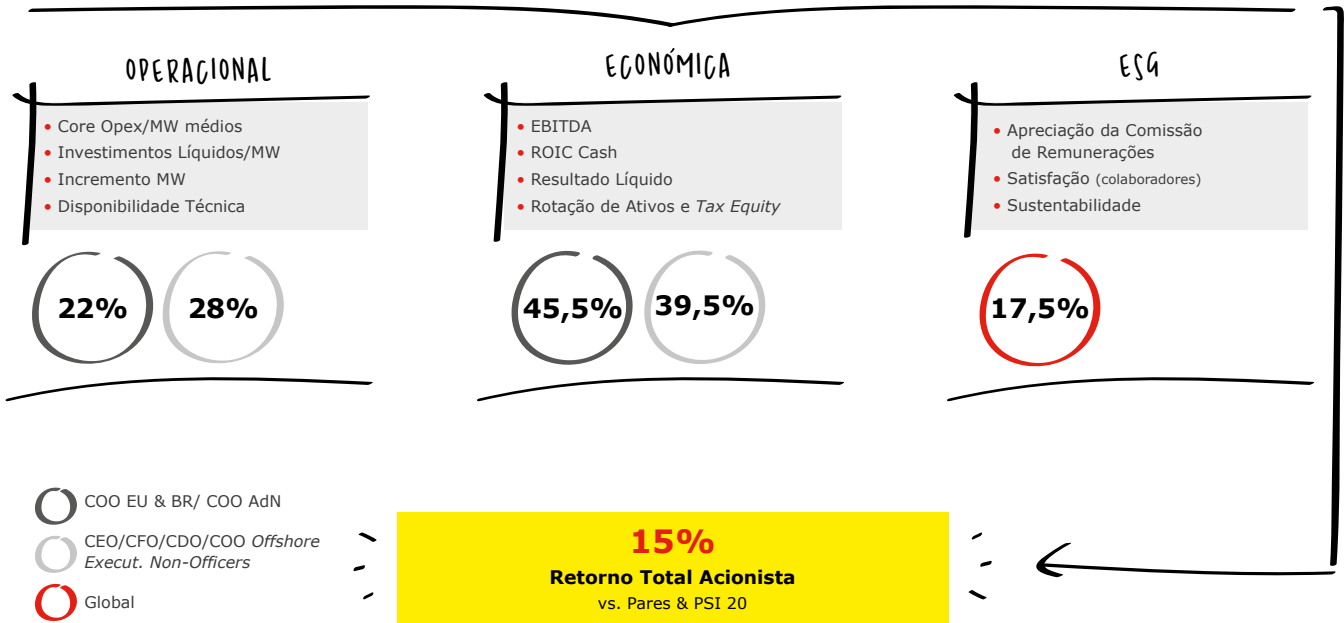 OPERACIONAL
• Core Opex/MW médios
• Investimentos Líquidos/MW
• Incremento MW
• Disponibilidade Técnica
22%
28%
ECONÓMICA
• EBITDA
• ROIC Cash
• Resultado Líquido
• Rotação de Ativos e Tax Equity
45,5%
39,5%
ESG
• Apreciação da Comissão
de Remunerações
• Satisfação (colaboradores)
• Sustentabilidade
17,5%
COO EU & BR/ COO AdN
CEO/CFO/CDO/COO Offshore
Execut. Non-Officers
Global
15%
Retorno Total Acionista
vs. Pares & PSI 20